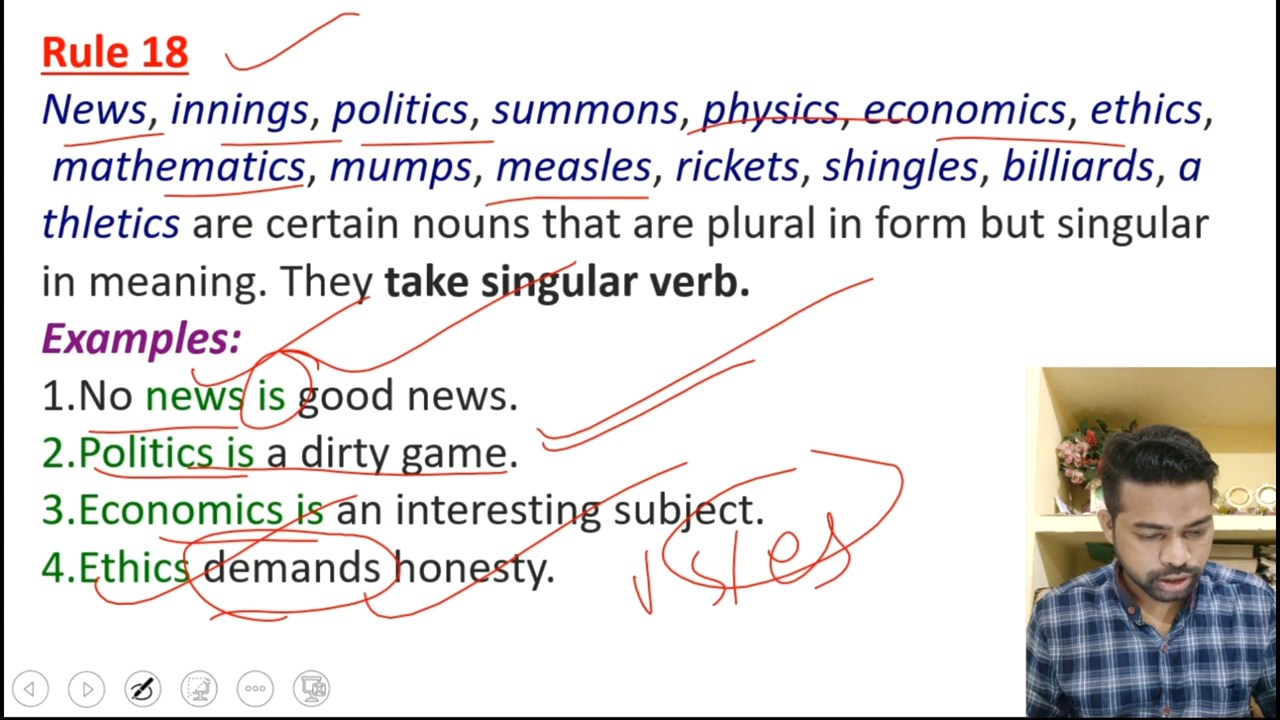 Rule 18
News, innings, politics, summons, physics, economics, ethics,
mathematics, mumps, measles, rickets, shingles, billiards, a
thletics are certain nouns that are plural in form but singular
in meaning. They take singular verb.
Examples:
1.No news is good news.
2.Politics is a dirty game.
3.Economics is an interesting subject.
4.Ethics demands honesty.
V s/es